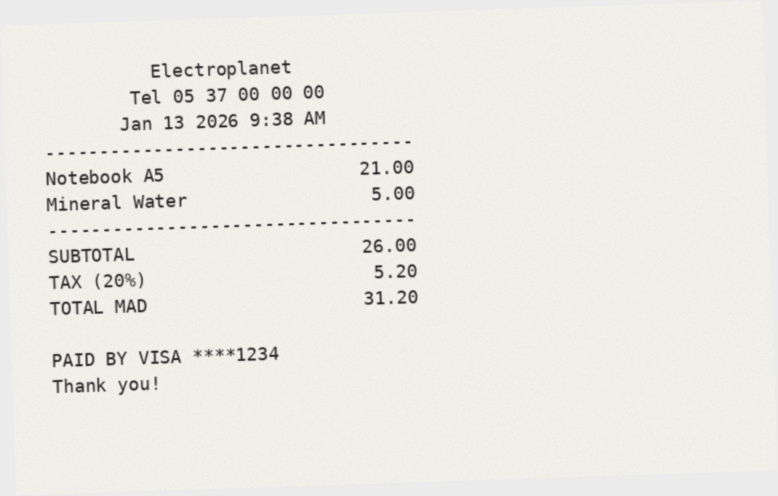 Electroplanet
Tel 05 37 00 00 00
Jan 13 2026 9:38 AM
----------------------------------
Notebook A5 21.00
Mineral Water 5.00
----------------------------------
SUBTOTAL 26.00
TAX (20%) 5.20
TOTAL MAD 31.20
PAID BY VISA ****1234
Thank you!